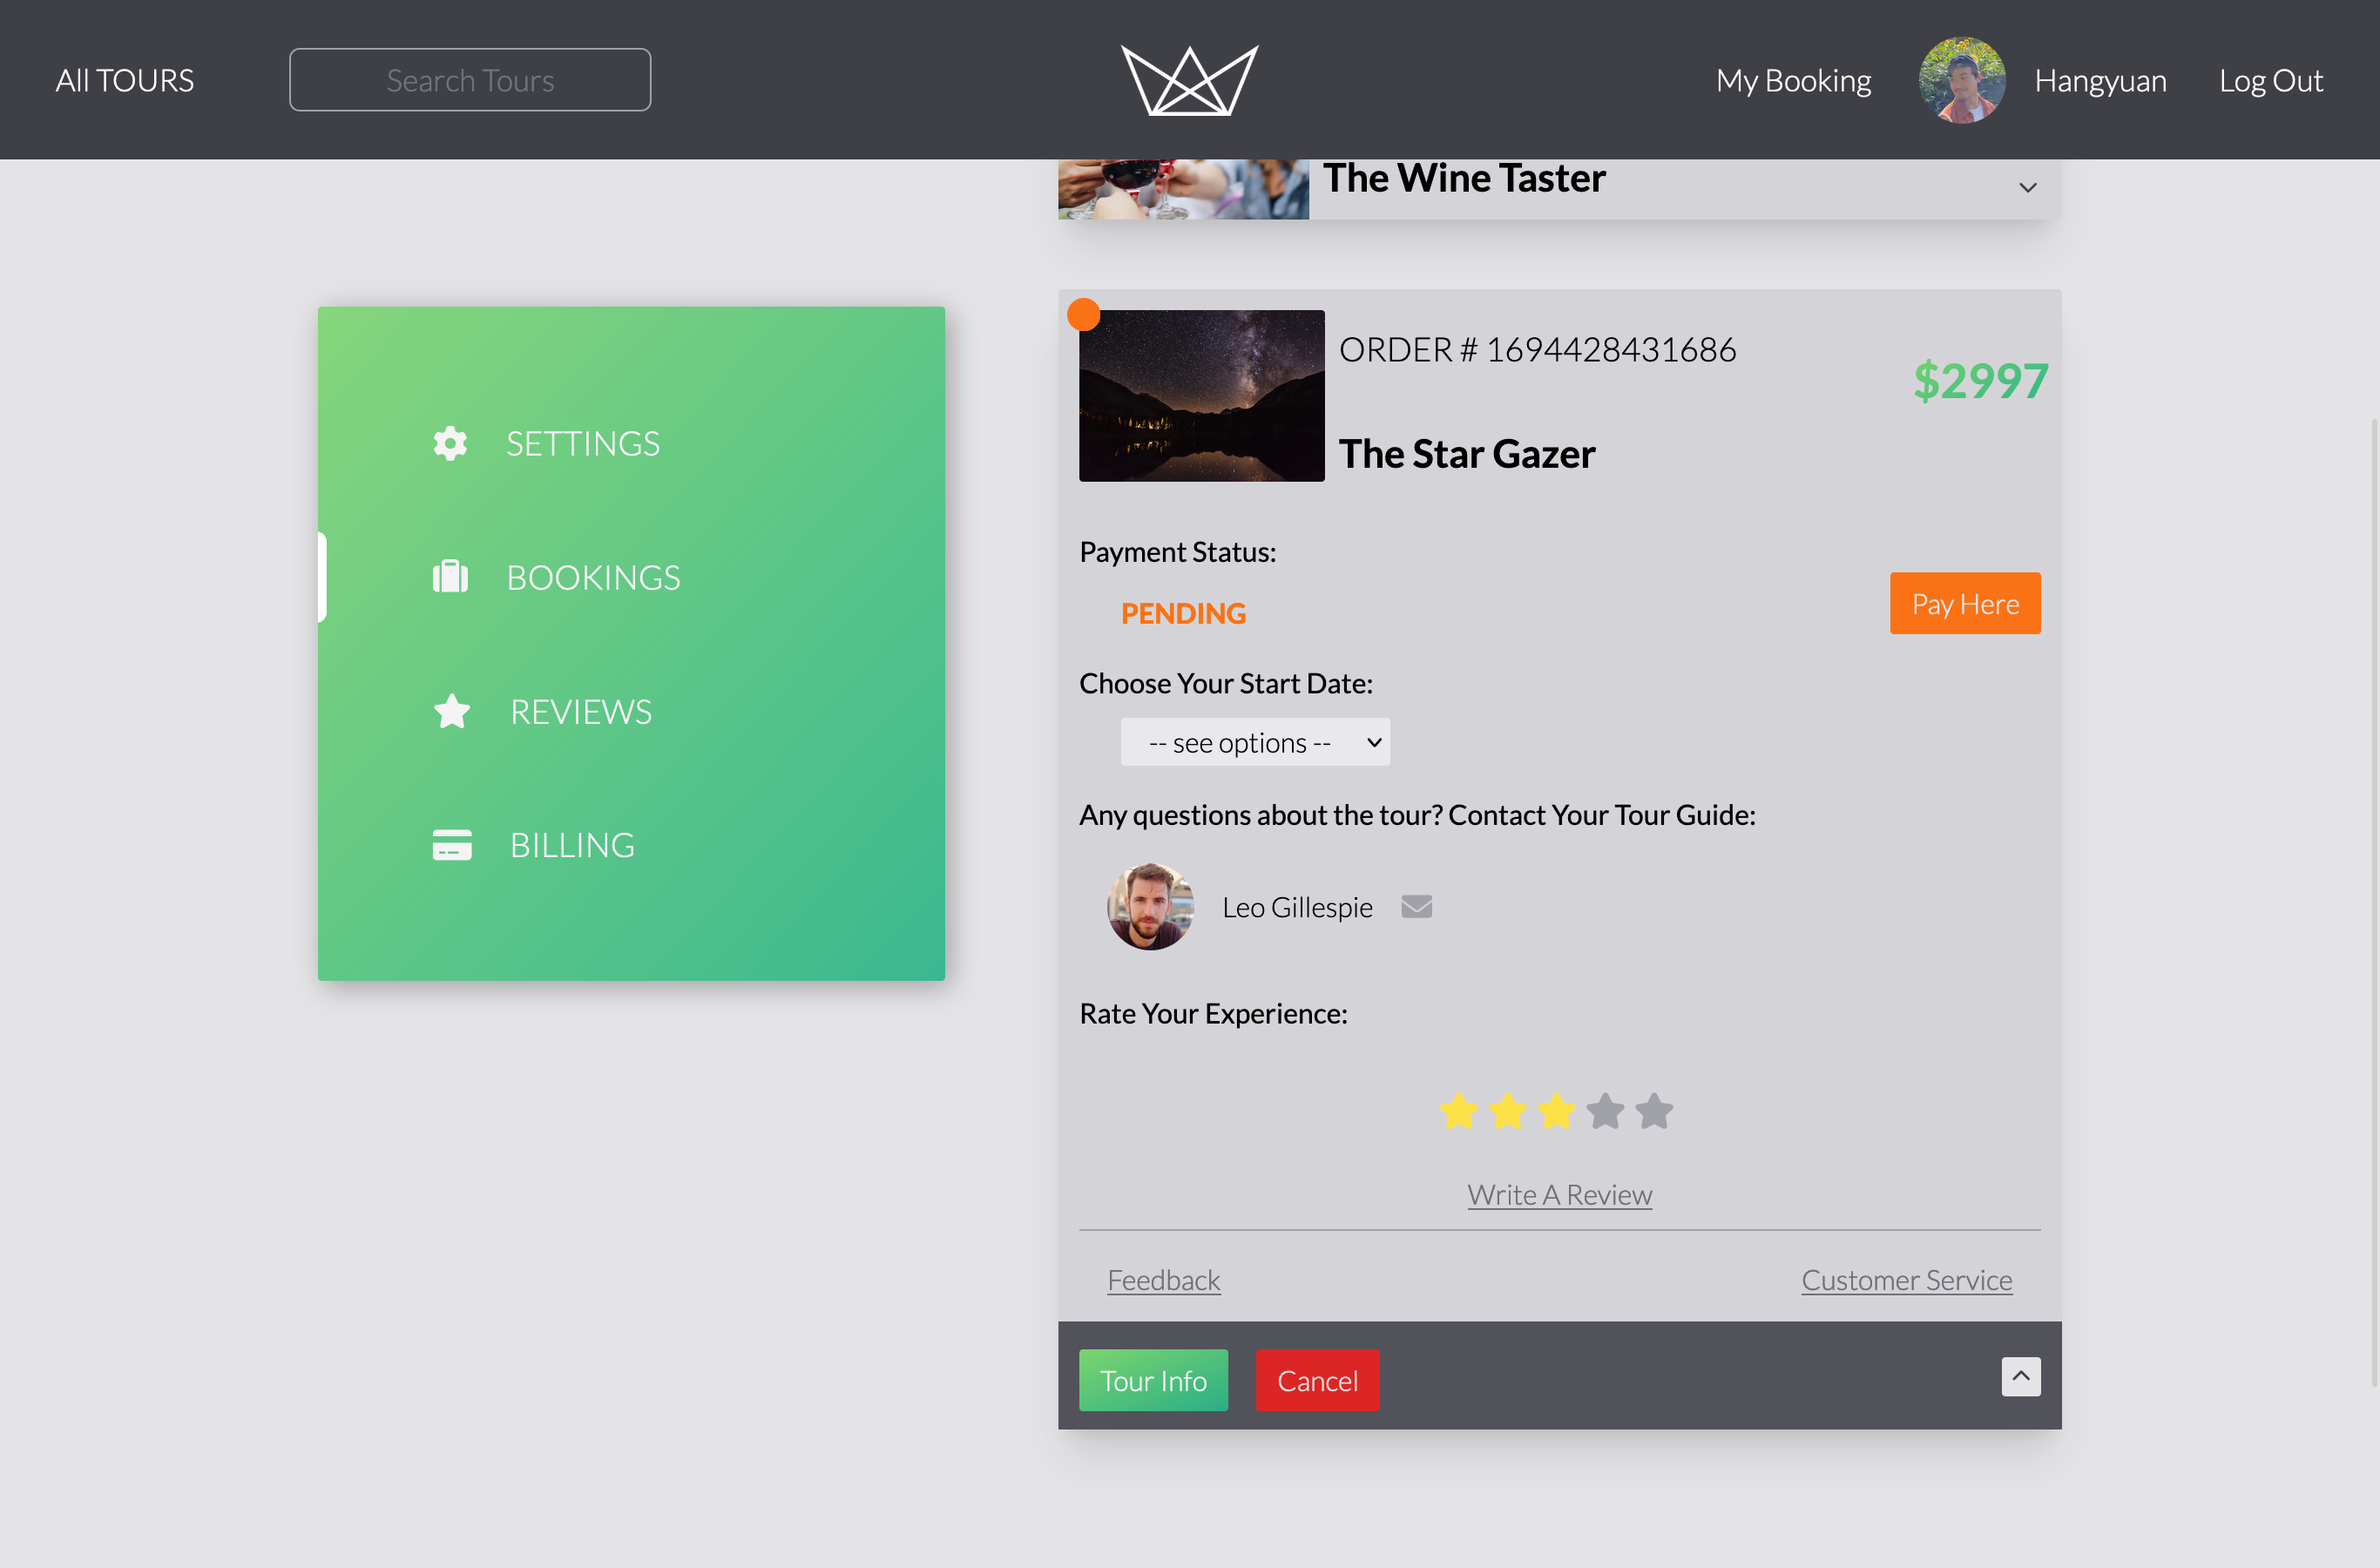 All TOURS
Search Tours
My Booking
Hangyuan
Log Out
The Wine Taster
SETTINGS
BOOKINGS
REVIEWS
BILLING
ORDER # 1694428431686
$2997
The Star Gazer
Payment Status:
PENDING
Pay Here
Choose Your Start Date:
-- see options --
Any questions about the tour? Contact Your Tour Guide:
Leo Gillespie
Rate Your Experience:
Write A Review
Feedback
Customer Service
Tour Info
Cancel